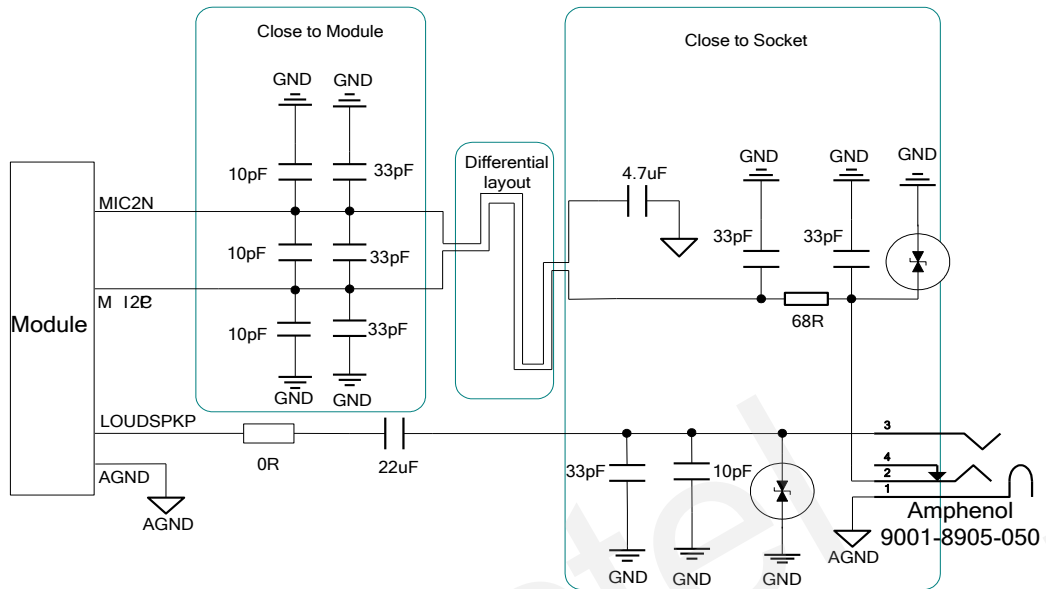 Close to Module
Close to Socket
GND
GND
10pF
33pF
Differential
layout
4.7uF
GND
GND
GND
MIC2N
10pF
33pF
33pF
33pF
M I2P
Module
10pF
33pF
68R
GND
GND
LOUDSPKP
0R
22uF
3
33pF
10pF
4
2
1
AGND
AGND
Amphenol
9001-8905-050
AGND
GND
GND
GND